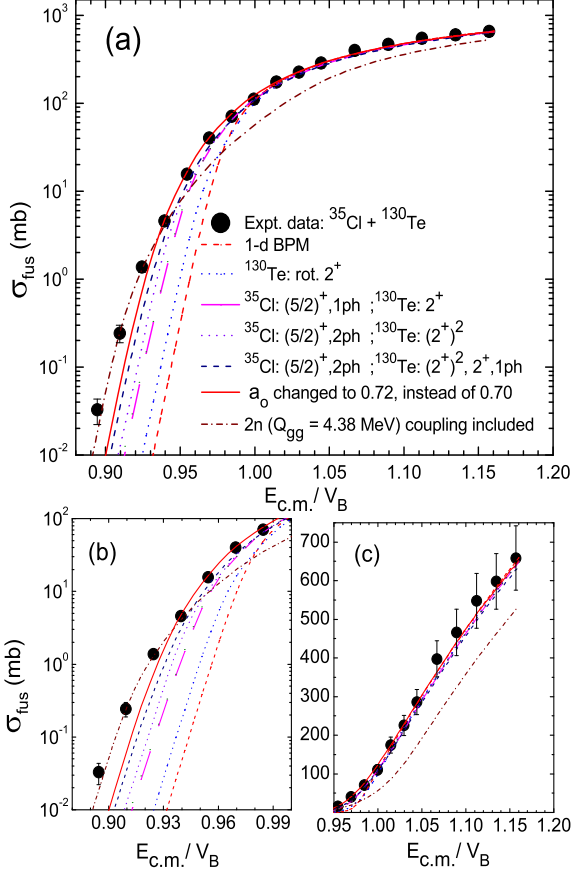 (a)
10³
10²
10¹
10⁰
10⁻¹
10⁻²
σfus (mb)
Expt. data: ³⁵Cl + ¹³⁰Te
1-d BPM
¹³⁰Te: rot. 2⁺
³⁵Cl: (5/2)⁺,1ph ;¹³⁰Te: 2⁺
³⁵Cl: (5/2)⁺,2ph ;¹³⁰Te: (2⁺)²
³⁵Cl: (5/2)⁺,2ph ;¹³⁰Te: (2⁺)², 2⁺,1ph
a₀ changed to 0.72, instead of 0.70
2n (Qgg = 4.38 MeV) coupling included
0.90 0.95 1.00 1.05 1.10 1.15 1.20
Ec.m./ VB
(b)
10²
10¹
10⁰
10⁻¹
10⁻²
σfus (mb)
0.90 0.93 0.96 0.99
Ec.m./ VB
(c)
700
600
500
400
300
200
100
0.95 1.00 1.05 1.10 1.15 1.20
Ec.m./ VB